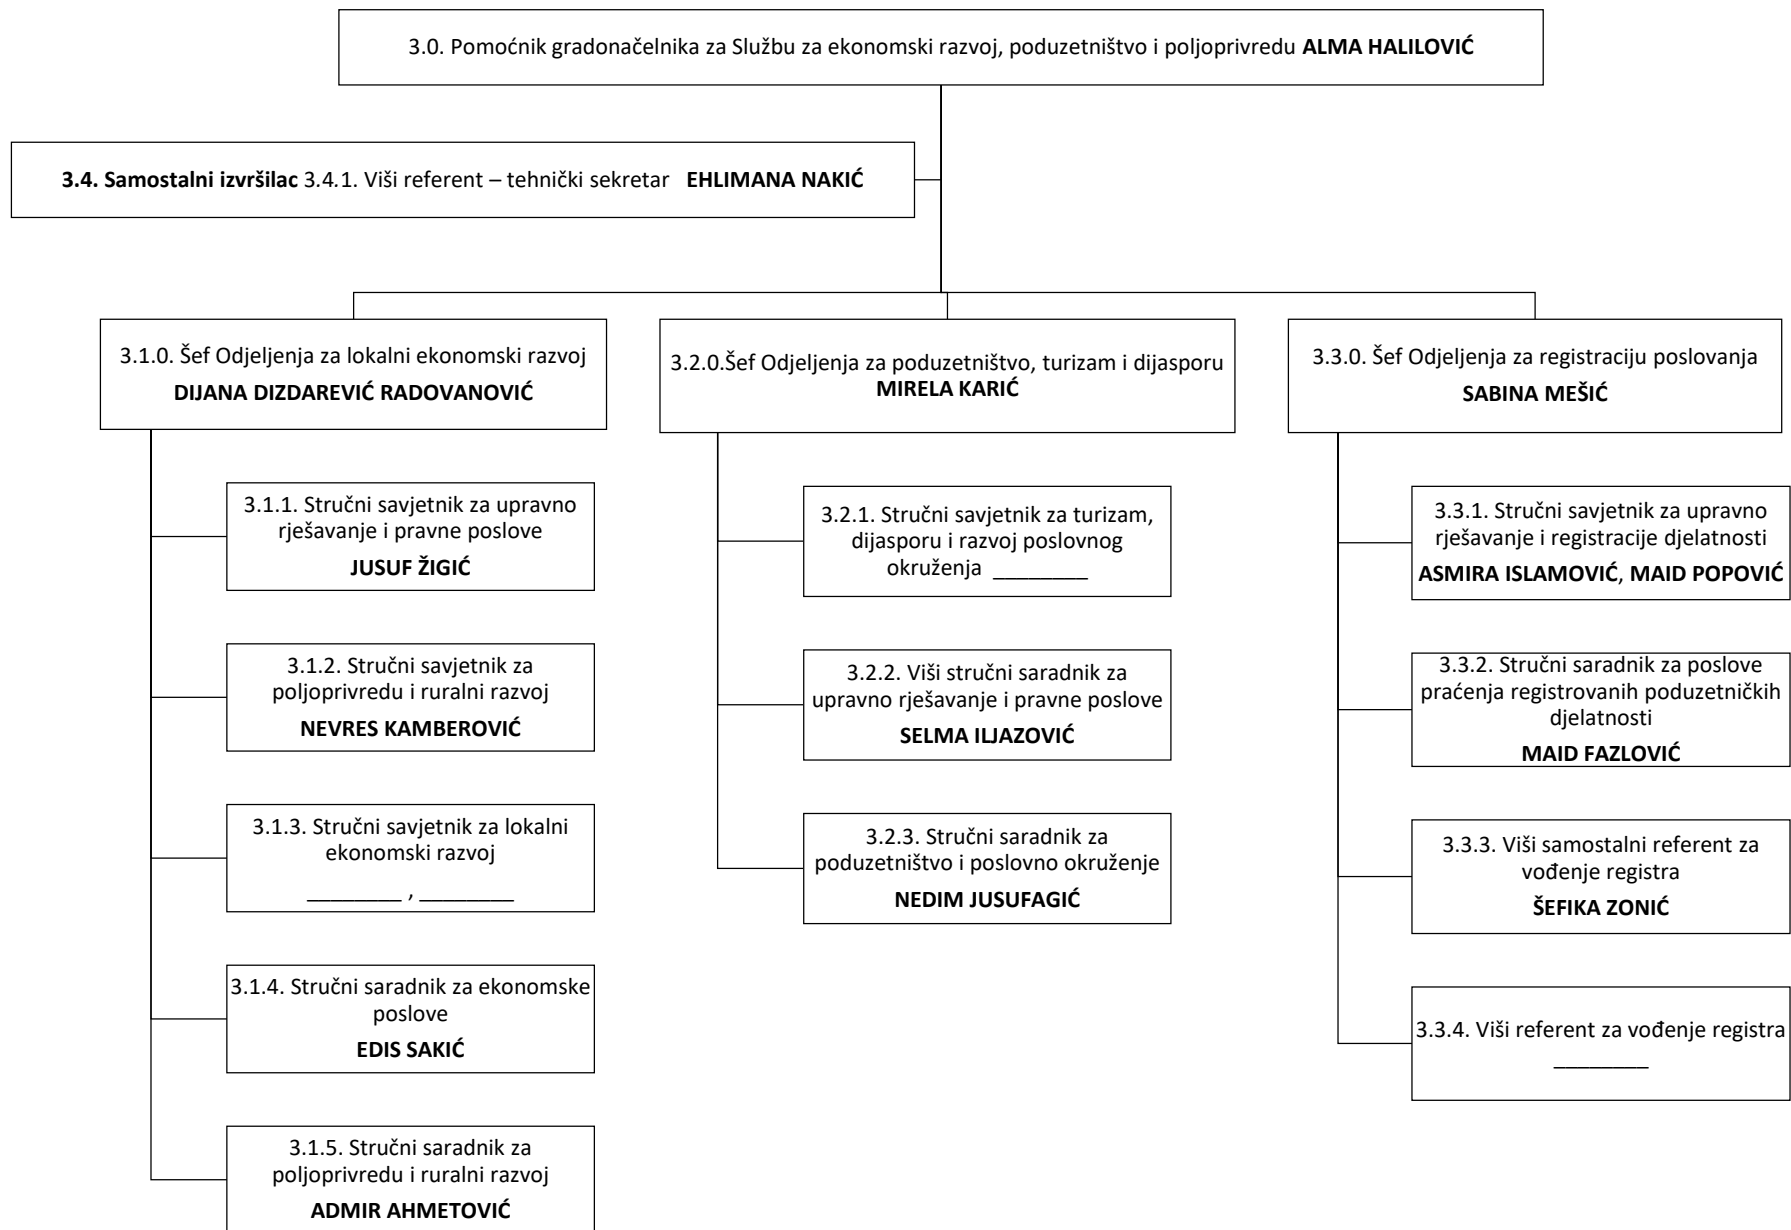 3.0. Pomoćnik gradonačelnika za Službu za ekonomski razvoj, poduzetništvo i poljoprivredu ALMA HALILOVIĆ
3.4. Samostalni izvršilac 3.4.1. Viši referent – tehnički sekretar EHLIMANA NAKIĆ
3.1.0. Šef Odjeljenja za lokalni ekonomski razvoj
DIJANA DIZDAREVIĆ RADOVANOVIĆ
3.1.1. Stručni savjetnik za upravno
rješavanje i pravne poslove
JUSUF ŽIGIĆ
3.1.2. Stručni savjetnik za
poljoprivredu i ruralni razvoj
NEVRES KAMBEROVIĆ
3.1.3. Stručni savjetnik za lokalni
ekonomski razvoj
________ , ________
3.1.4. Stručni saradnik za ekonomske
poslove
EDIS SAKIĆ
3.1.5. Stručni saradnik za
poljoprivredu i ruralni razvoj
ADMIR AHMETOVIĆ
3.2.0.Šef Odjeljenja za poduzetništvo, turizam i dijasporu
MIRELA KARIĆ
3.2.1. Stručni savjetnik za turizam,
dijasporu i razvoj poslovnog
okruženja ________
3.2.2. Viši stručni saradnik za
upravno rješavanje i pravne poslove
SELMA ILJAZOVIĆ
3.2.3. Stručni saradnik za
poduzetništvo i poslovno okruženje
NEDIM JUSUFAGIĆ
3.3.0. Šef Odjeljenja za registraciju poslovanja
SABINA MEŠIĆ
3.3.1. Stručni savjetnik za upravno
rješavanje i registracije djelatnosti
ASMIRA ISLAMOVIĆ, MAID POPOVIĆ
3.3.2. Stručni saradnik za poslove
praćenja registrovanih poduzetničkih
djelatnosti
MAID FAZLOVIĆ
3.3.3. Viši samostalni referent za
vođenje registra
ŠEFIKA ZONIĆ
3.3.4. Viši referent za vođenje registra
________